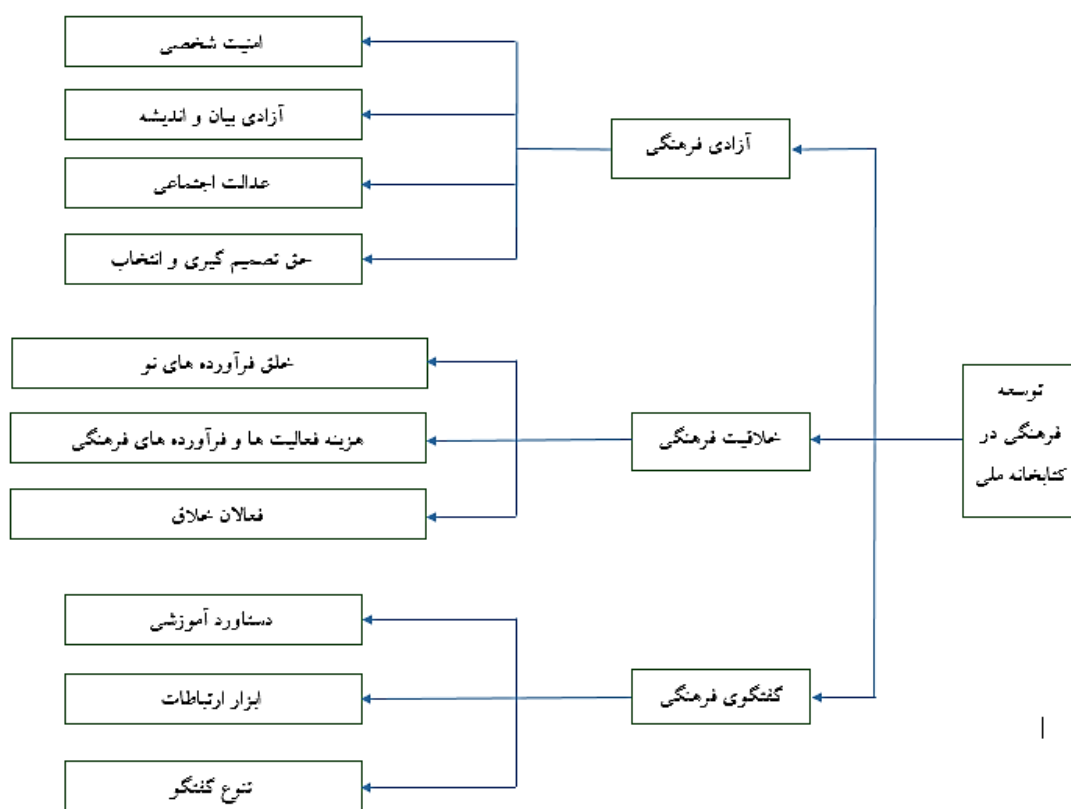 توسعه
فرهنگی در
کتابخانه ملی
آزادی فرهنگی
امنیت شخصی
آزادی بیان و اندیشه
عدالت اجتماعی
حق تصمیم گیری و انتخاب
خلاقیت فرهنگی
خلق فرآورده های نو
هزینه فعالیت ها و فرآورده های فرهنگی
فعالان خلاق
گفتگوی فرهنگی
دستاورد آموزشی
ابزار ارتباطات
تنوع گفتگو